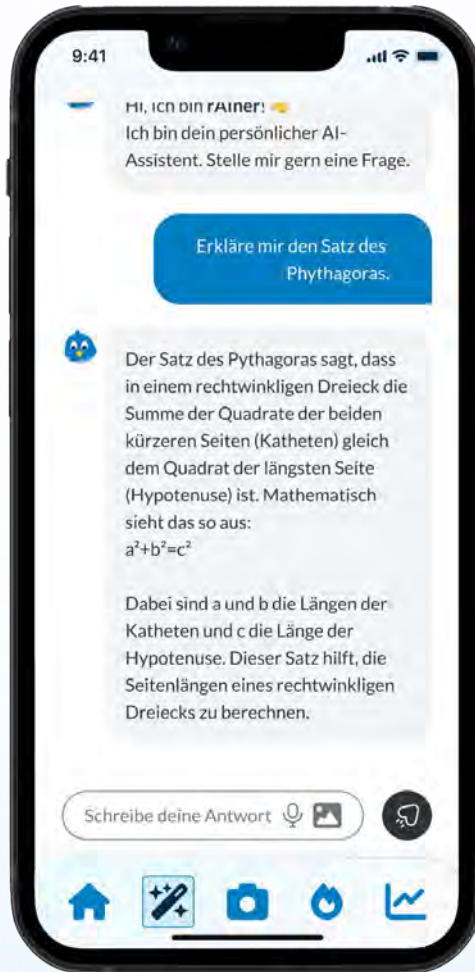 9:41
Hi, ich bin rAIner!
Ich bin dein persönlicher AI-
Assistent. Stelle mir gern eine Frage.
Erkläre mir den Satz des
Phythagoras.
Der Satz des Pythagoras sagt, dass
in einem rechtwinkligen Dreieck die
Summe der Quadrate der beiden
kürzeren Seiten (Katheten) gleich
dem Quadrat der längsten Seite
(Hypotenuse) ist. Mathematisch
sieht das so aus:
a²+b²=c²
Dabei sind a und b die Längen der
Katheten und c die Länge der
Hypotenuse. Dieser Satz hilft, die
Seitenlängen eines rechtwinkligen
Dreiecks zu berechnen.
Schreibe deine Antwort